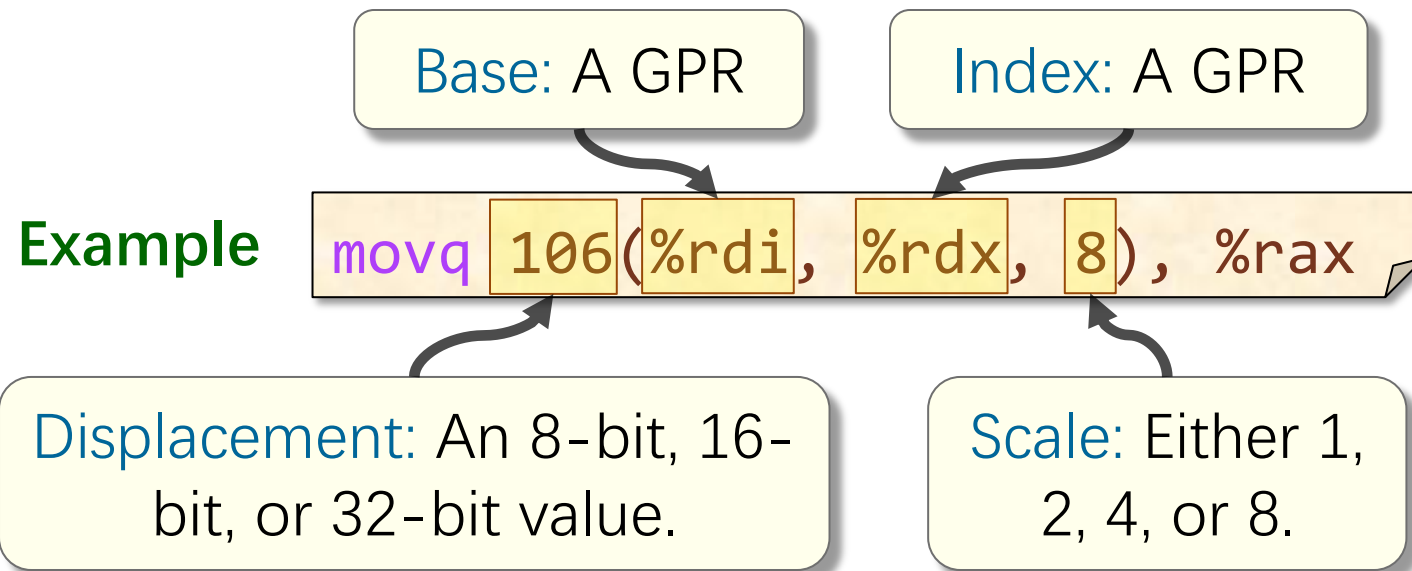 Base: A GPR
Index: A GPR
Example
movq 106(%rdi, %rdx, 8), %rax
Displacement: An 8-bit, 16-
bit, or 32-bit value.
Scale: Either 1,
2, 4, or 8.